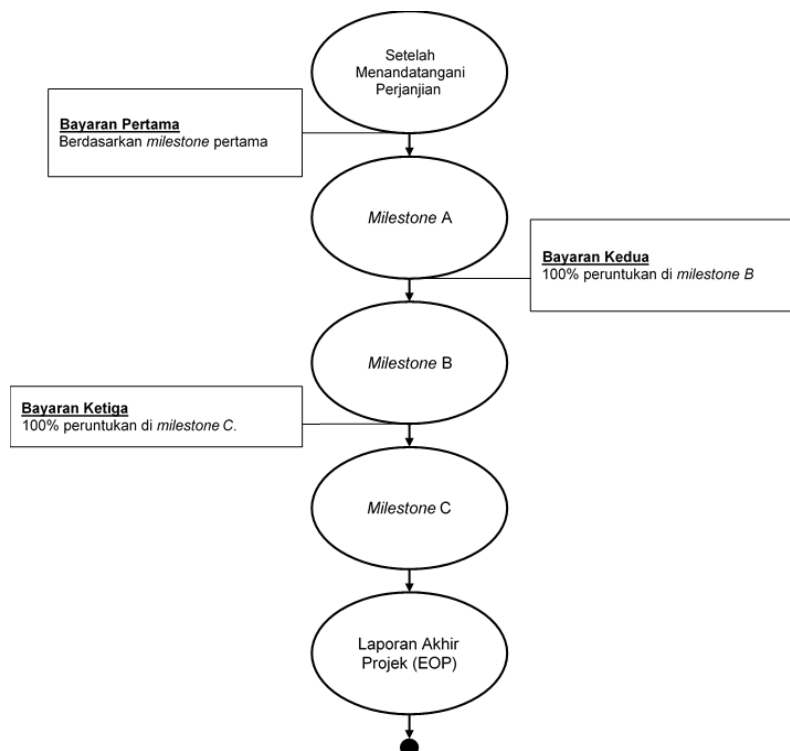 Setelah
Menandatangani
Perjanjian
Bayaran Pertama
Berdasarkan milestone pertama
Milestone A
Bayaran Kedua
100% peruntukan di milestone B
Milestone B
Bayaran Ketiga
100% peruntukan di milestone C.
Milestone C
Laporan Akhir
Projek (EOP)